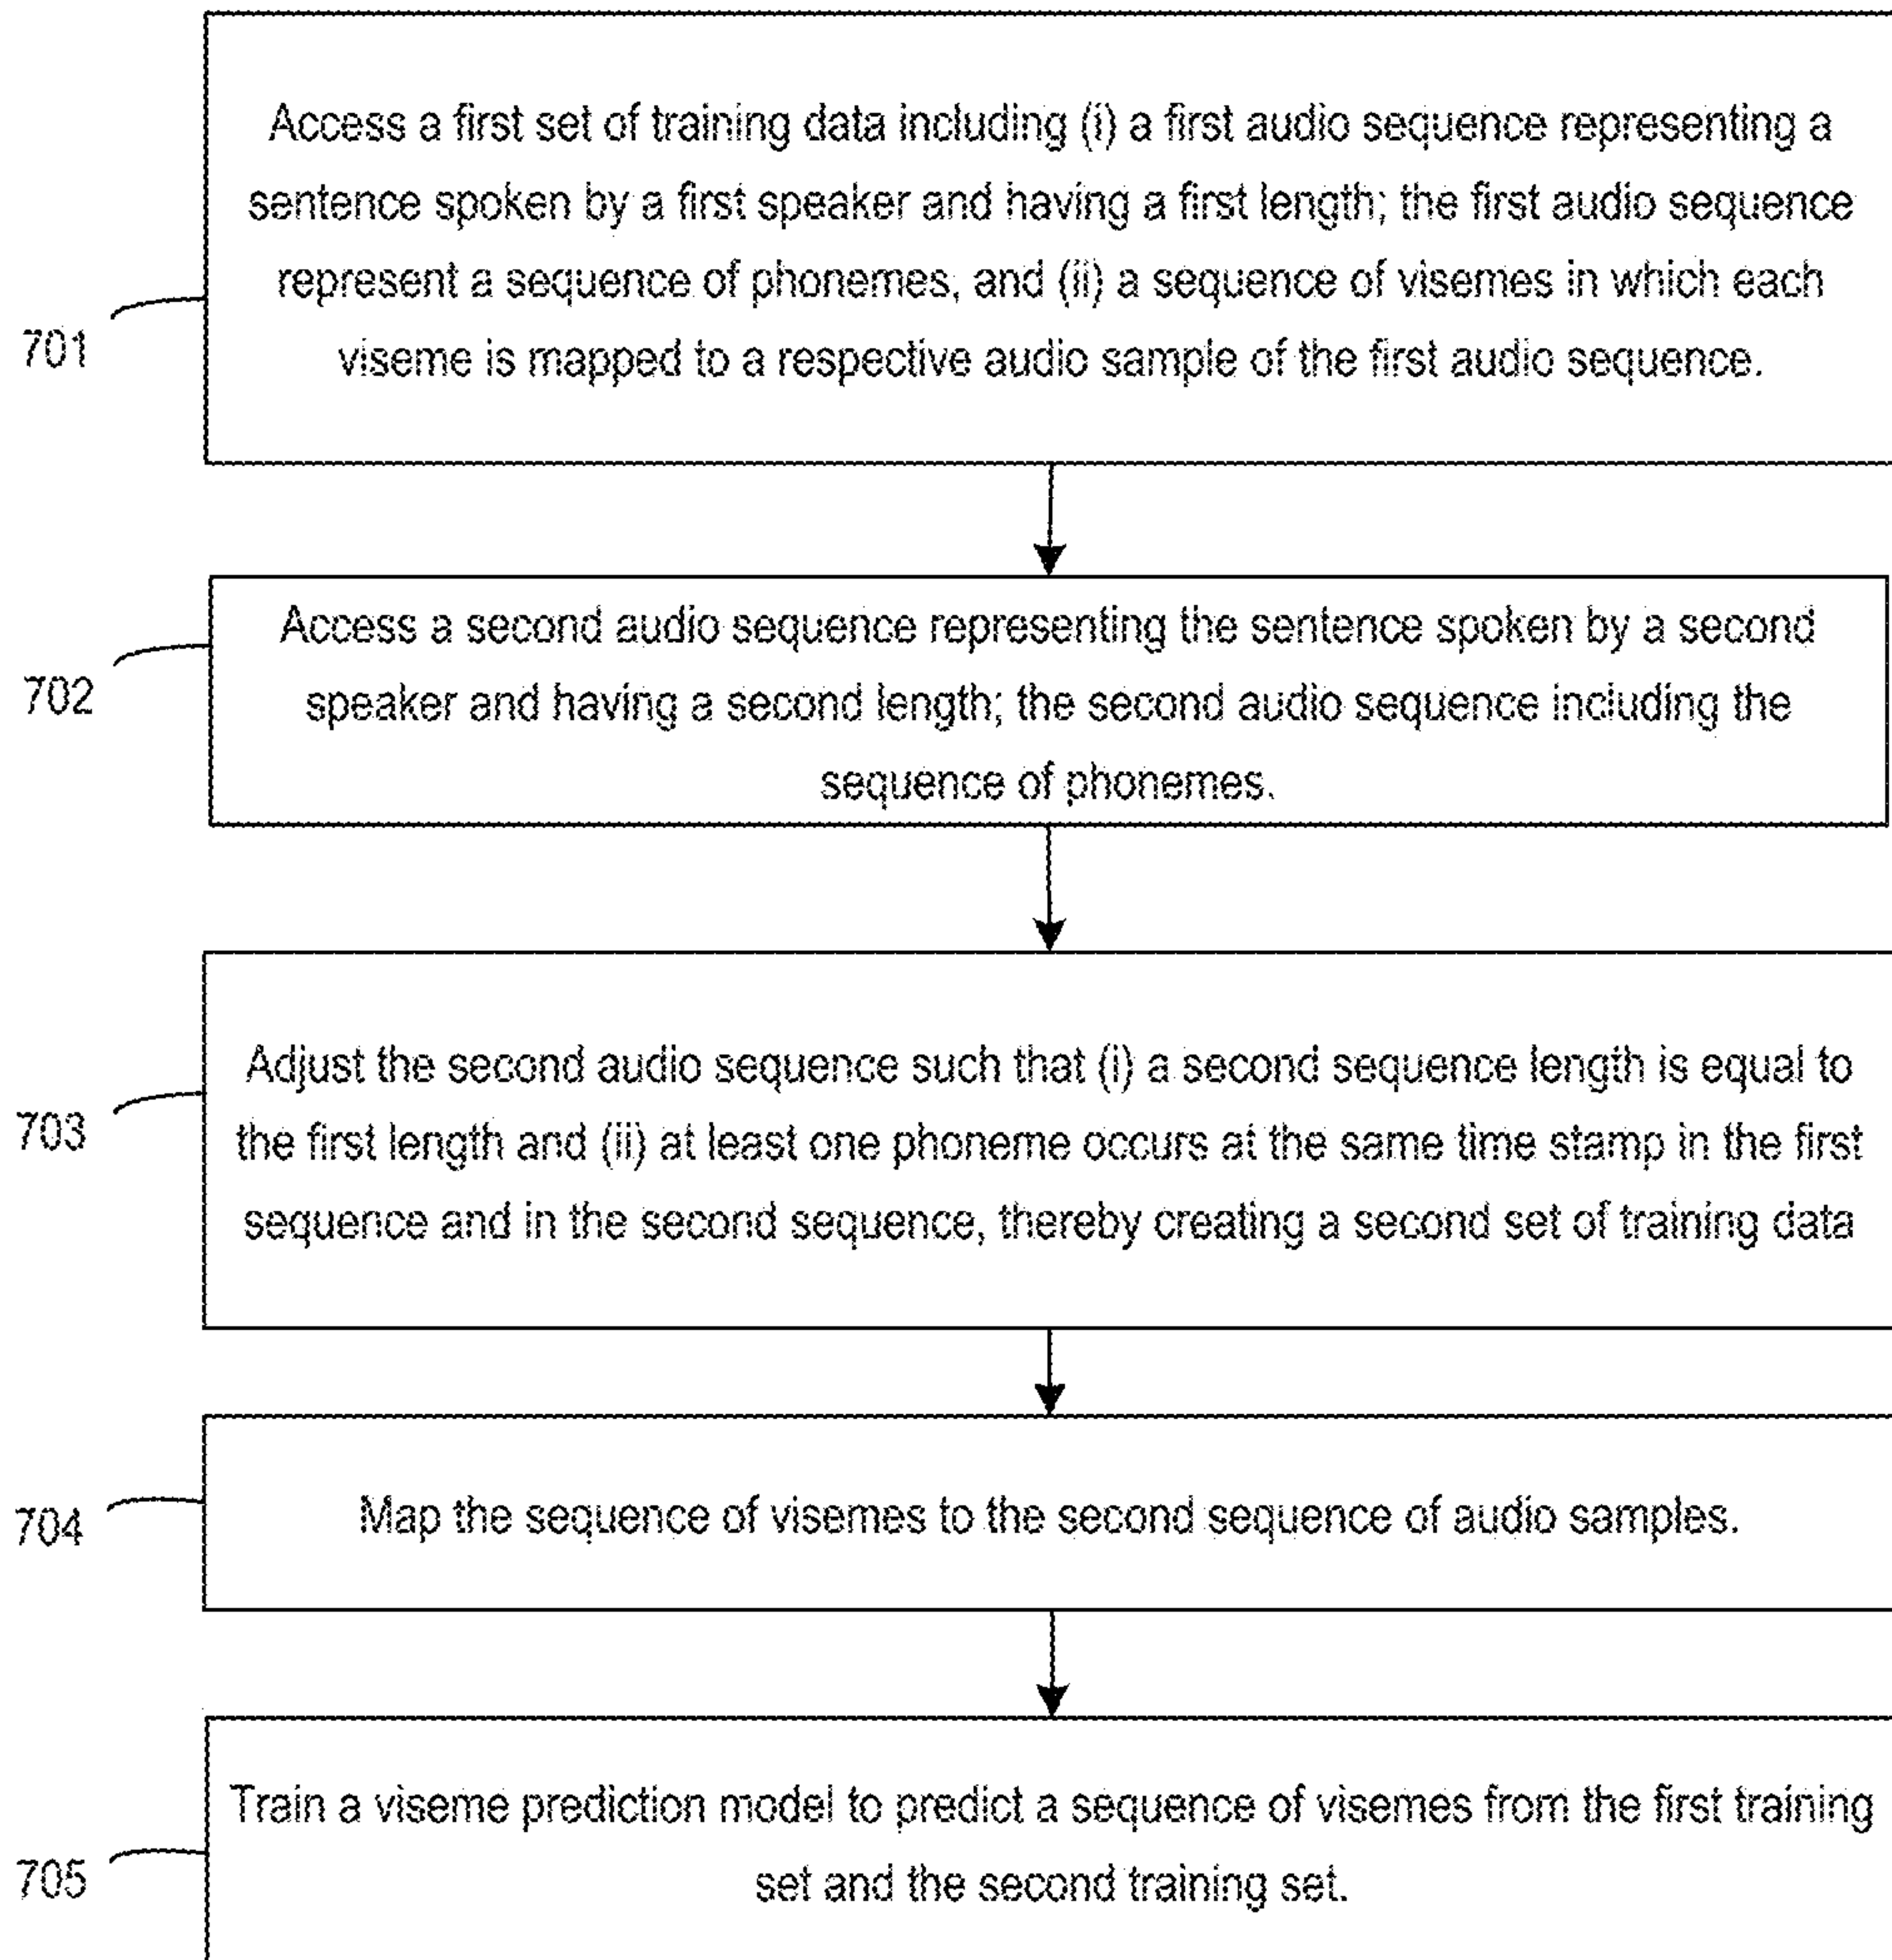 Access a first set of training data including (i) a first audio sequence representing a
sentence spoken by a first speaker and having a first length; the first audio sequence
represent a sequence of phonemes, and (ii) a sequence of visemes in which each
viseme is mapped to a respective audio sample of the first audio sequence.
701
Access a second audio sequence representing the sentence spoken by a second
speaker and having a second length; the second audio sequence including the
sequence of phonemes.
702
Adjust the second audio sequence such that (i) a second sequence length is equal to
the first length and (ii) at least one phoneme occurs at the same time stamp in the first
sequence and in the second sequence, thereby creating a second set of training data
703
Map the sequence of visemes to the second sequence of audio samples.
704
Train a viseme prediction model to predict a sequence of visemes from the first training
set and the second training set.
705